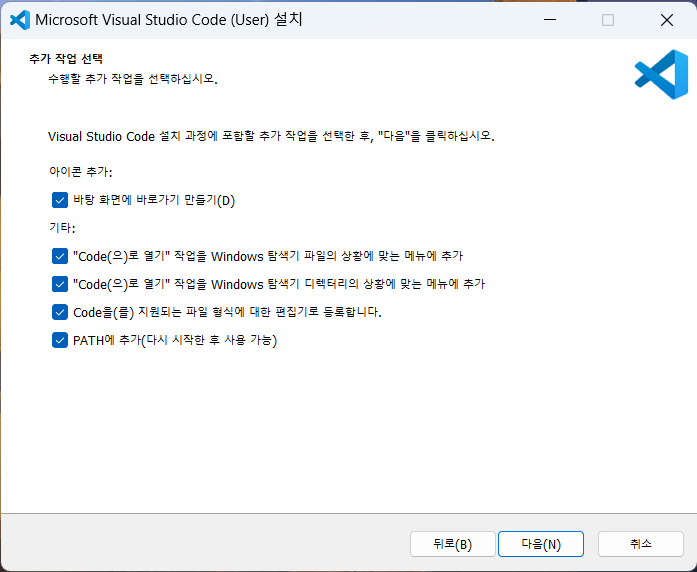 Microsoft Visual Studio Code (User) 설치
추가 작업 선택
수행할 추가 작업을 선택하십시오.
Visual Studio Code 설치 과정에 포함할 추가 작업을 선택한 후, "다음"을 클릭하십시오.
아이콘 추가:
바탕 화면에 바로가기 만들기(D)
기타:
"Code(으)로 열기" 작업을 Windows 탐색기 파일의 상황에 맞는 메뉴에 추가
"Code(으)로 열기" 작업을 Windows 탐색기 디렉터리의 상황에 맞는 메뉴에 추가
Code을(를) 지원되는 파일 형식에 대한 편집기로 등록합니다.
PATH에 추가(다시 시작한 후 사용 가능)
뒤로(B) 다음(N) 취소